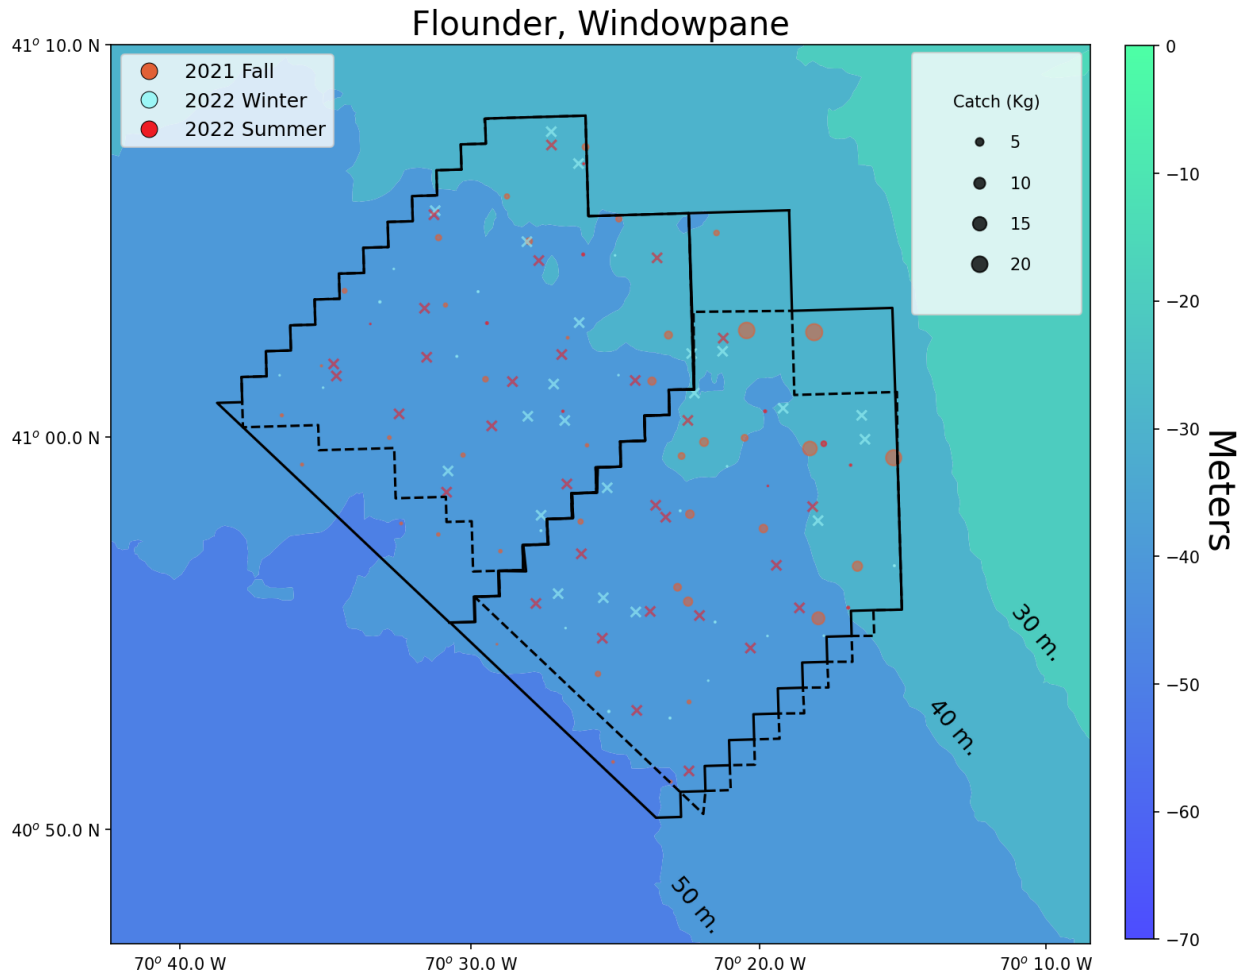 Flounder, Windowpane
41° 10.0 N
41° 00.0 N
40° 50.0 N
2021 Fall
2022 Winter
2022 Summer
Catch (Kg)
5
10
15
20
30 m.
40 m.
50 m.
70° 40.0 W
70° 30.0 W
70° 20.0 W
70° 10.0 W
0
−10
−20
−30
−40
−50
−60
−70
Meters